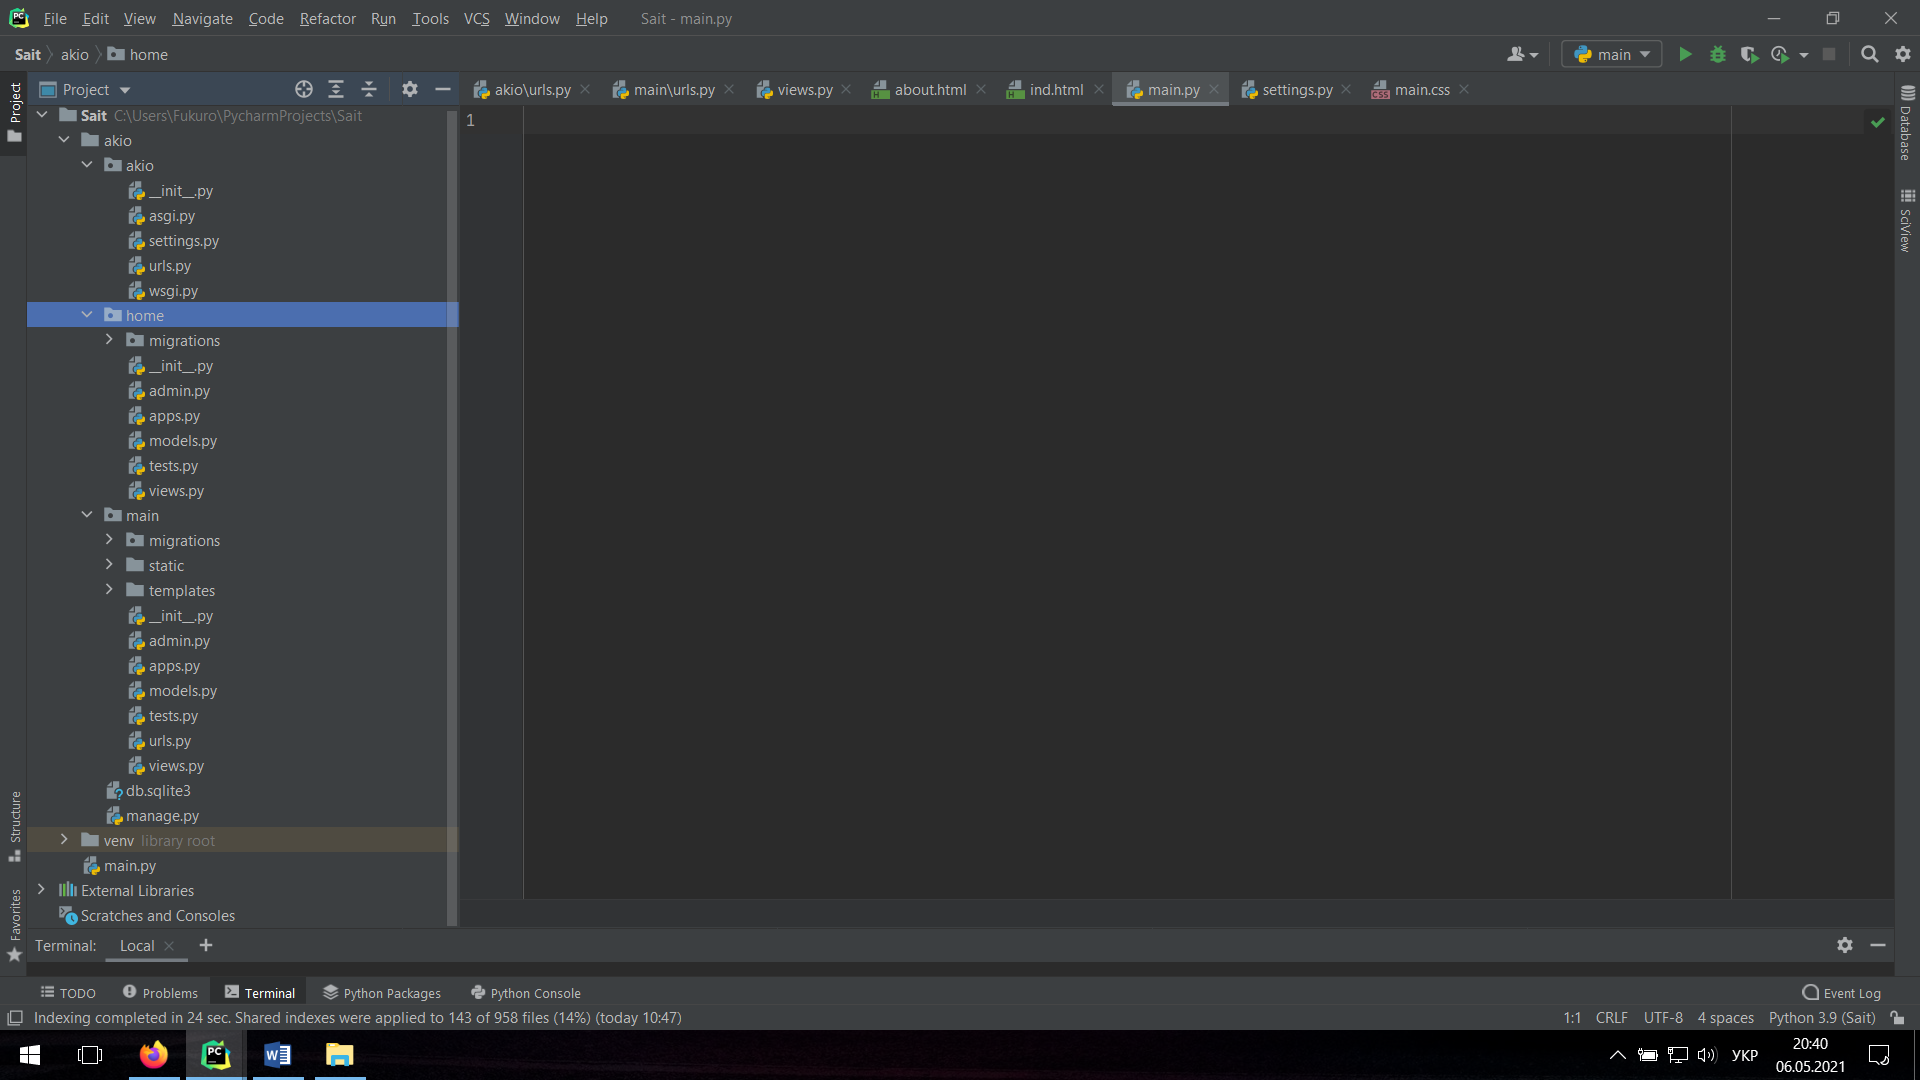 PC File Edit View Navigate Code Refactor Run Tools VCS Window Help Sait - main.py
Sait akio home main
Project akio\urls.py main\urls.py views.py about.html ind.html main.py settings.py main.css
Project
Database
SciView
1
Sait C:\Users\Fukuro\PycharmProjects\Sait
akio
akio
__init__.py
asgi.py
settings.py
urls.py
wsgi.py
home
migrations
__init__.py
admin.py
apps.py
models.py
tests.py
views.py
main
migrations
static
templates
__init__.py
admin.py
apps.py
models.py
tests.py
urls.py
views.py
db.sqlite3
manage.py
venv library root
main.py
External Libraries
Scratches and Consoles
Structure
Favorites
Terminal: Local +
TODO Problems Terminal Python Packages Python Console Event Log
Indexing completed in 24 sec. Shared indexes were applied to 143 of 958 files (14%) (today 10:47) 1:1 CRLF UTF-8 4 spaces Python 3.9 (Sait)
PC W УКР 20:40
06.05.2021